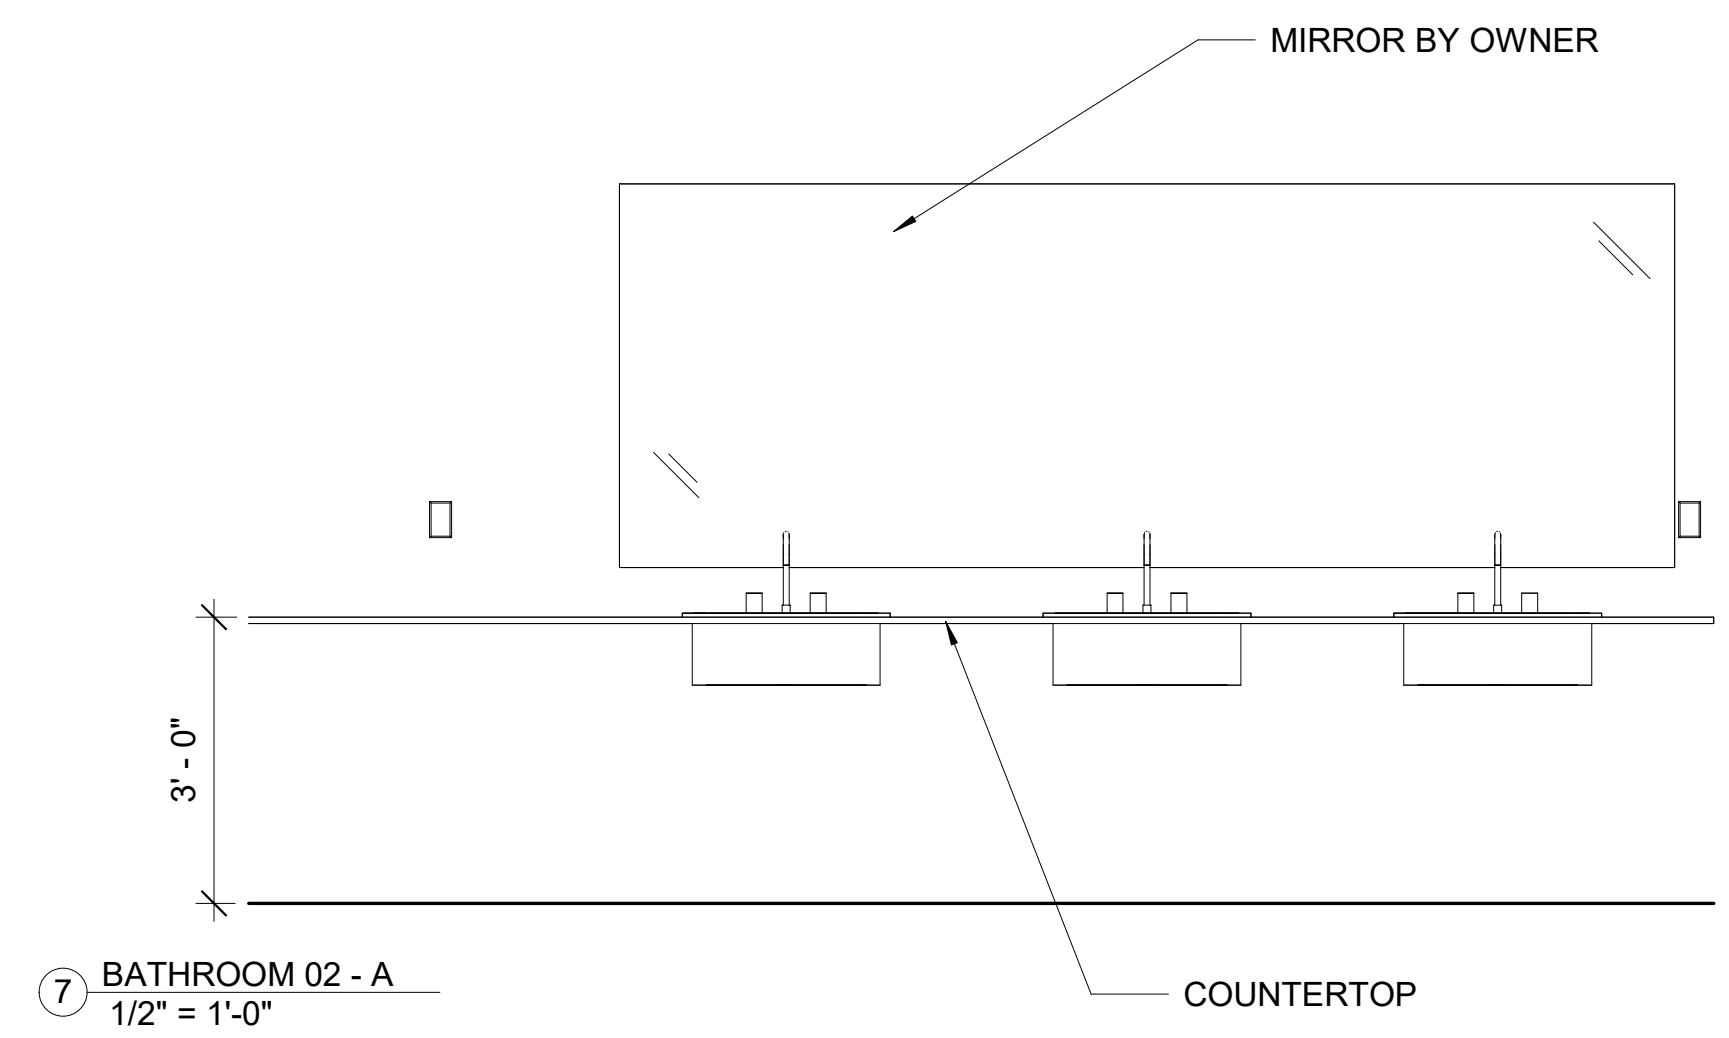 MIRROR BY OWNER
3' - 0"
7
BATHROOM 02 - A
1/2" = 1'-0"
COUNTERTOP